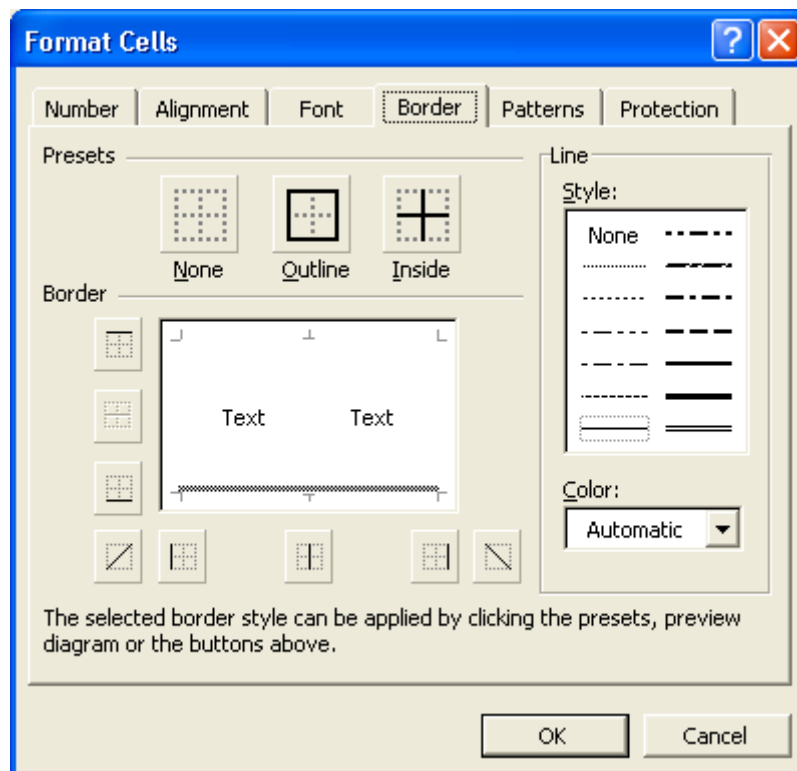 Format Cells
Number Alignment Font Border Patterns Protection
Presets
Line
Style:
None
None Outline Inside
Border
Text Text
Color:
Automatic
The selected border style can be applied by clicking the presets, preview
diagram or the buttons above.
OK Cancel